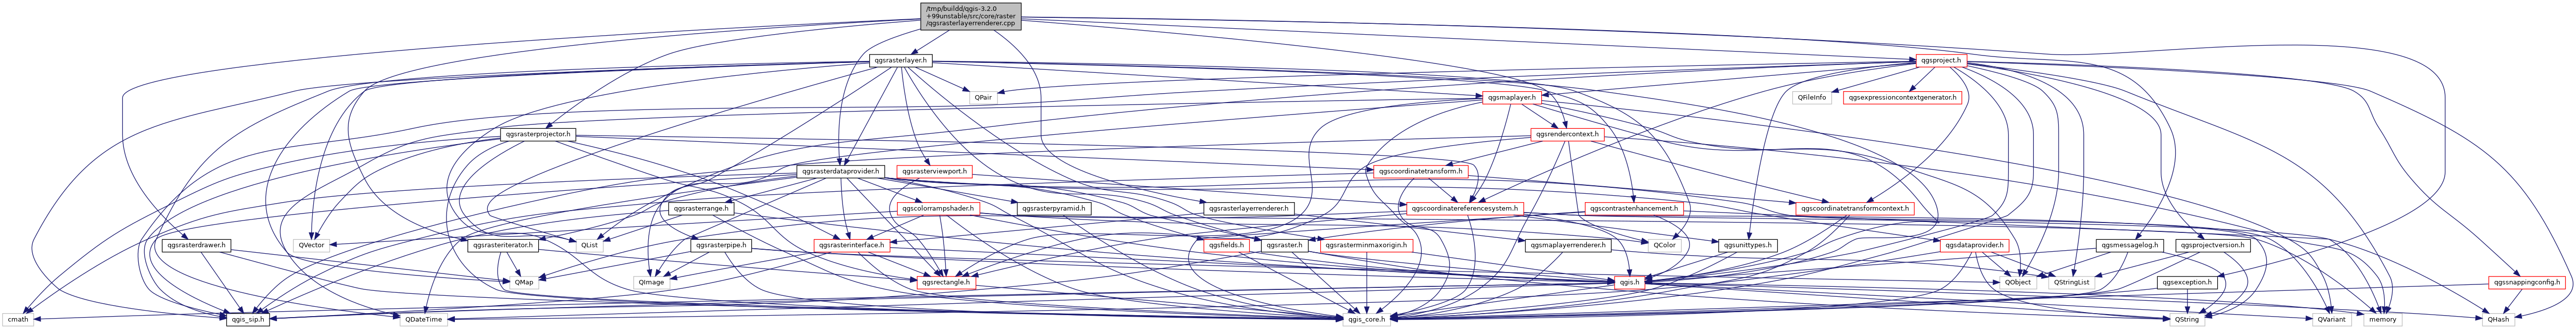 /tmp/buildd/qgis-3.2.0
+99unstable/src/core/raster
/qgsrasterlayerrenderer.cpp
qgsrasterlayer.h
qgsproject.h
QPair
qgsmaplayer.h
QFileInfo
qgsexpressioncontextgenerator.h
qgsrasterprojector.h
qgsrendercontext.h
qgsrasterdataprovider.h
qgsrasterviewport.h
qgscoordinatetransform.h
qgsrasterrange.h
qgscolorrampshader.h
qgsrasterpyramid.h
qgsrasterlayerrenderer.h
qgscoordinatereferencesystem.h
qgscontrastenhancement.h
qgscoordinatetransformcontext.h
qgsrasterdrawer.h
QVector
qgsrasteriterator.h
QList
qgsrasterpipe.h
qgsrasterinterface.h
qgsfields.h
qgsraster.h
qgsrasterminmaxorigin.h
qgsmaplayerrenderer.h
QColor
qgsunittypes.h
qgsdataprovider.h
qgsmessagelog.h
qgsprojectversion.h
QMap
QImage
qgsrectangle.h
qgis.h
QObject
QStringList
qgsexception.h
qgssnappingconfig.h
cmath
qgis_sip.h
QDateTime
qgis_core.h
QString
QVariant
memory
QHash